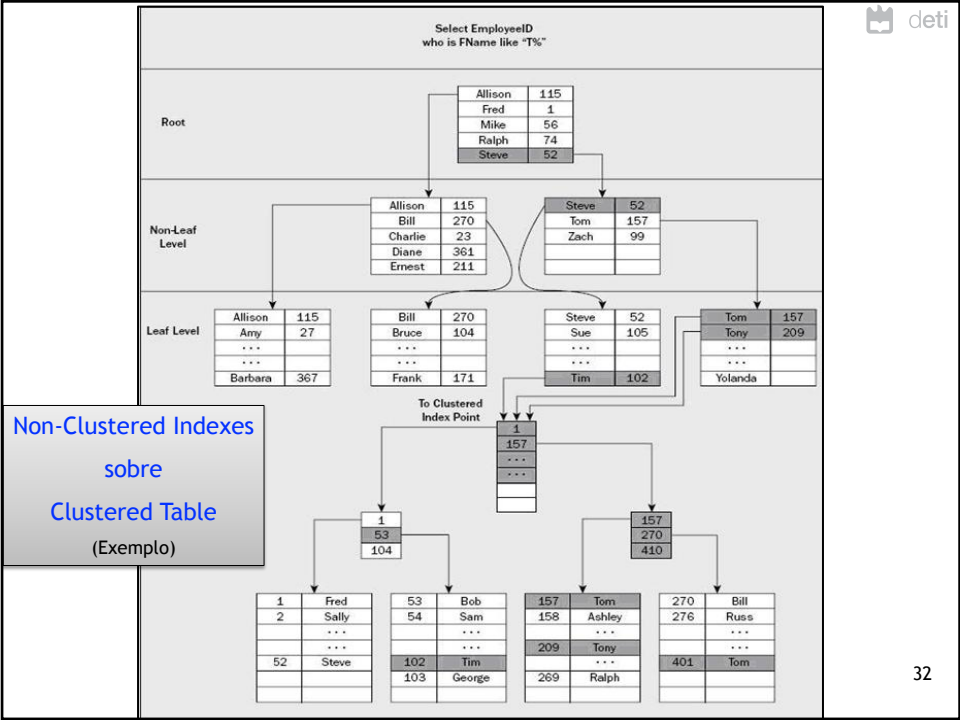 deti
Select EmployeeID
who is FName like "T%"
Root
Allison 115
Fred 1
Mike 56
Ralph 74
Steve 52
Non-Leaf
Level
Allison 115
Bill 270
Charlie 23
Diane 361
Ernest 211
Steve 52
Tom 157
Zach 99
Leaf Level
Allison 115
Amy 27
...
...
Barbara 367
Bill 270
Bruce 104
...
...
Frank 171
Steve 52
Sue 105
...
...
Tim 102
Tom 157
Tony 209
...
...
Yolanda
To Clustered
Index Point
1
157
...
...
Non-Clustered Indexes
sobre
Clustered Table
(Exemplo)
1
53
104
157
270
410
1 Fred
2 Sally
...
...
52 Steve
53 Bob
54 Sam
...
...
102 Tim
103 George
157 Tom
158 Ashley
...
209 Tony
...
269 Ralph
270 Bill
276 Russ
...
...
401 Tom
32